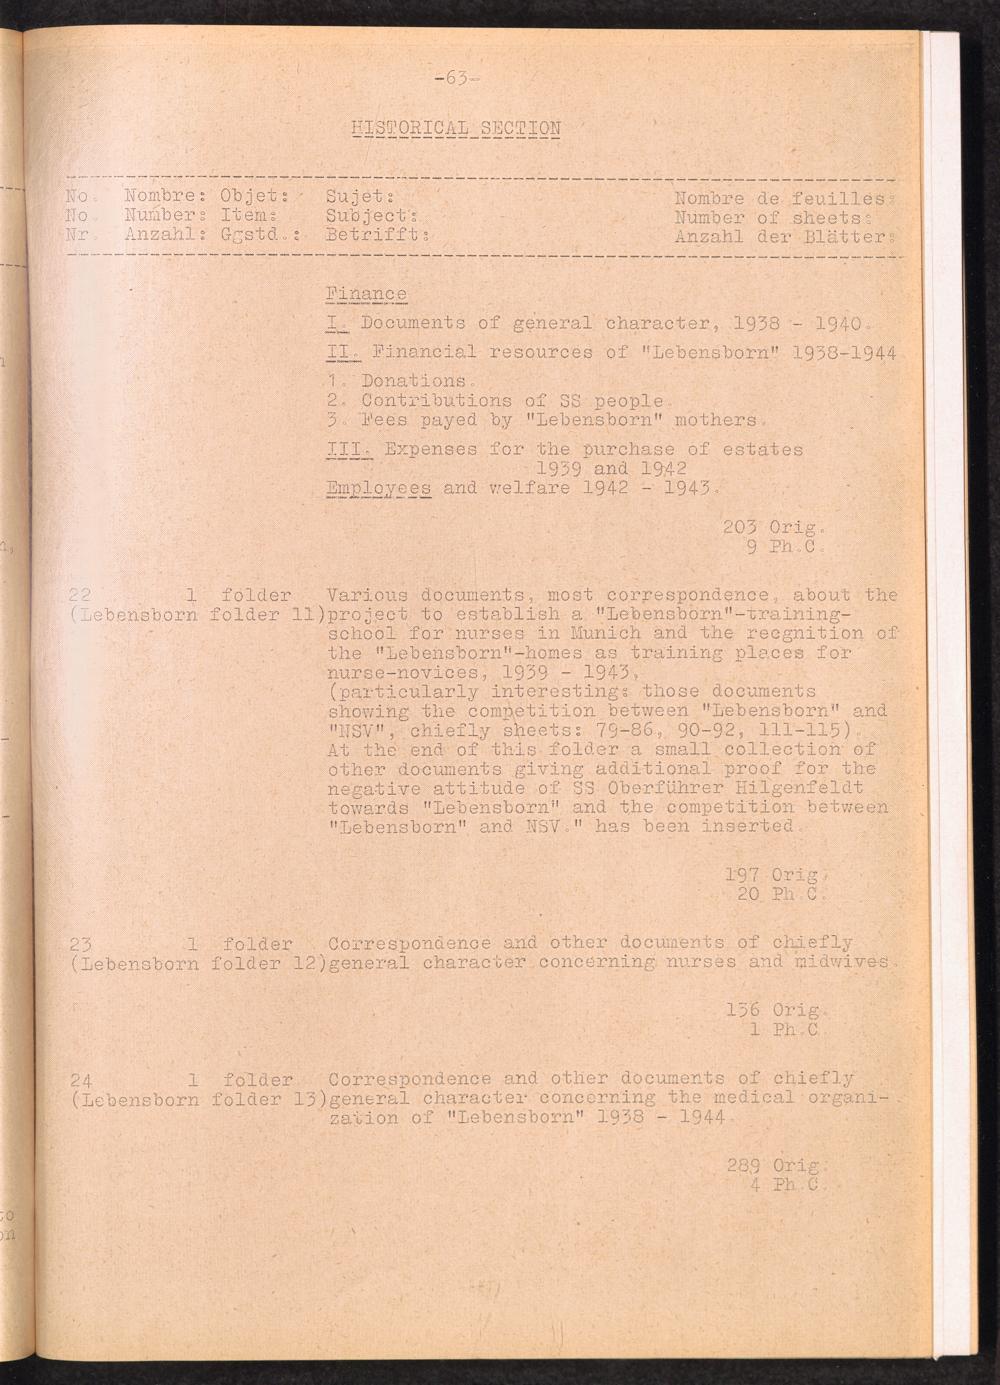 -63-
HISTORICAL SECTION
No. Nombre: Objet: Sujet: Nombre de feuilles:
No. Number: Item: Subject: Number of sheets:
Nr. Anzahl: Ggstd.: Betrifft: Anzahl der Blätter:
Finance
I. Documents of general character, 1938 - 1940.
II. Financial resources of "Lebensborn" 1938-1944
1. Donations.
2. Contributions of SS people.
3. Fees payed by "Lebensborn" mothers.
III. Expenses for the purchase of estates
1939 and 1942
Employees and welfare 1942 - 1943.
203 Orig.
9 Ph.C.
22 1 folder Various documents, most correspondence, about the
(Lebensborn folder 11)project to establish a "Lebensborn"-training-
school for nurses in Munich and the recgnition of
the "Lebensborn"-homes as training places for
nurse-novices, 1939 - 1943,
(particularly interesting: those documents
showing the competition between "Lebensborn" and
"NSV", chiefly sheets: 79-86, 90-92, 111-115).
At the end of this folder a small collection of
other documents giving additional proof for the
negative attitude of SS Oberführer Hilgenfeldt
towards "Lebensborn" and the competition between
"Lebensborn" and NSV." has been inserted.
197 Orig.
20 Ph.C.
23 1 folder Correspondence and other documents of chiefly
(Lebensborn folder 12)general character concerning nurses and midwives.
136 Orig.
1 Ph.C.
24 1 folder Correspondence and other documents of chiefly
(Lebensborn folder 13)general character concerning the medical organi-
zation of "Lebensborn" 1938 - 1944.
289 Orig.
4 Ph.C.